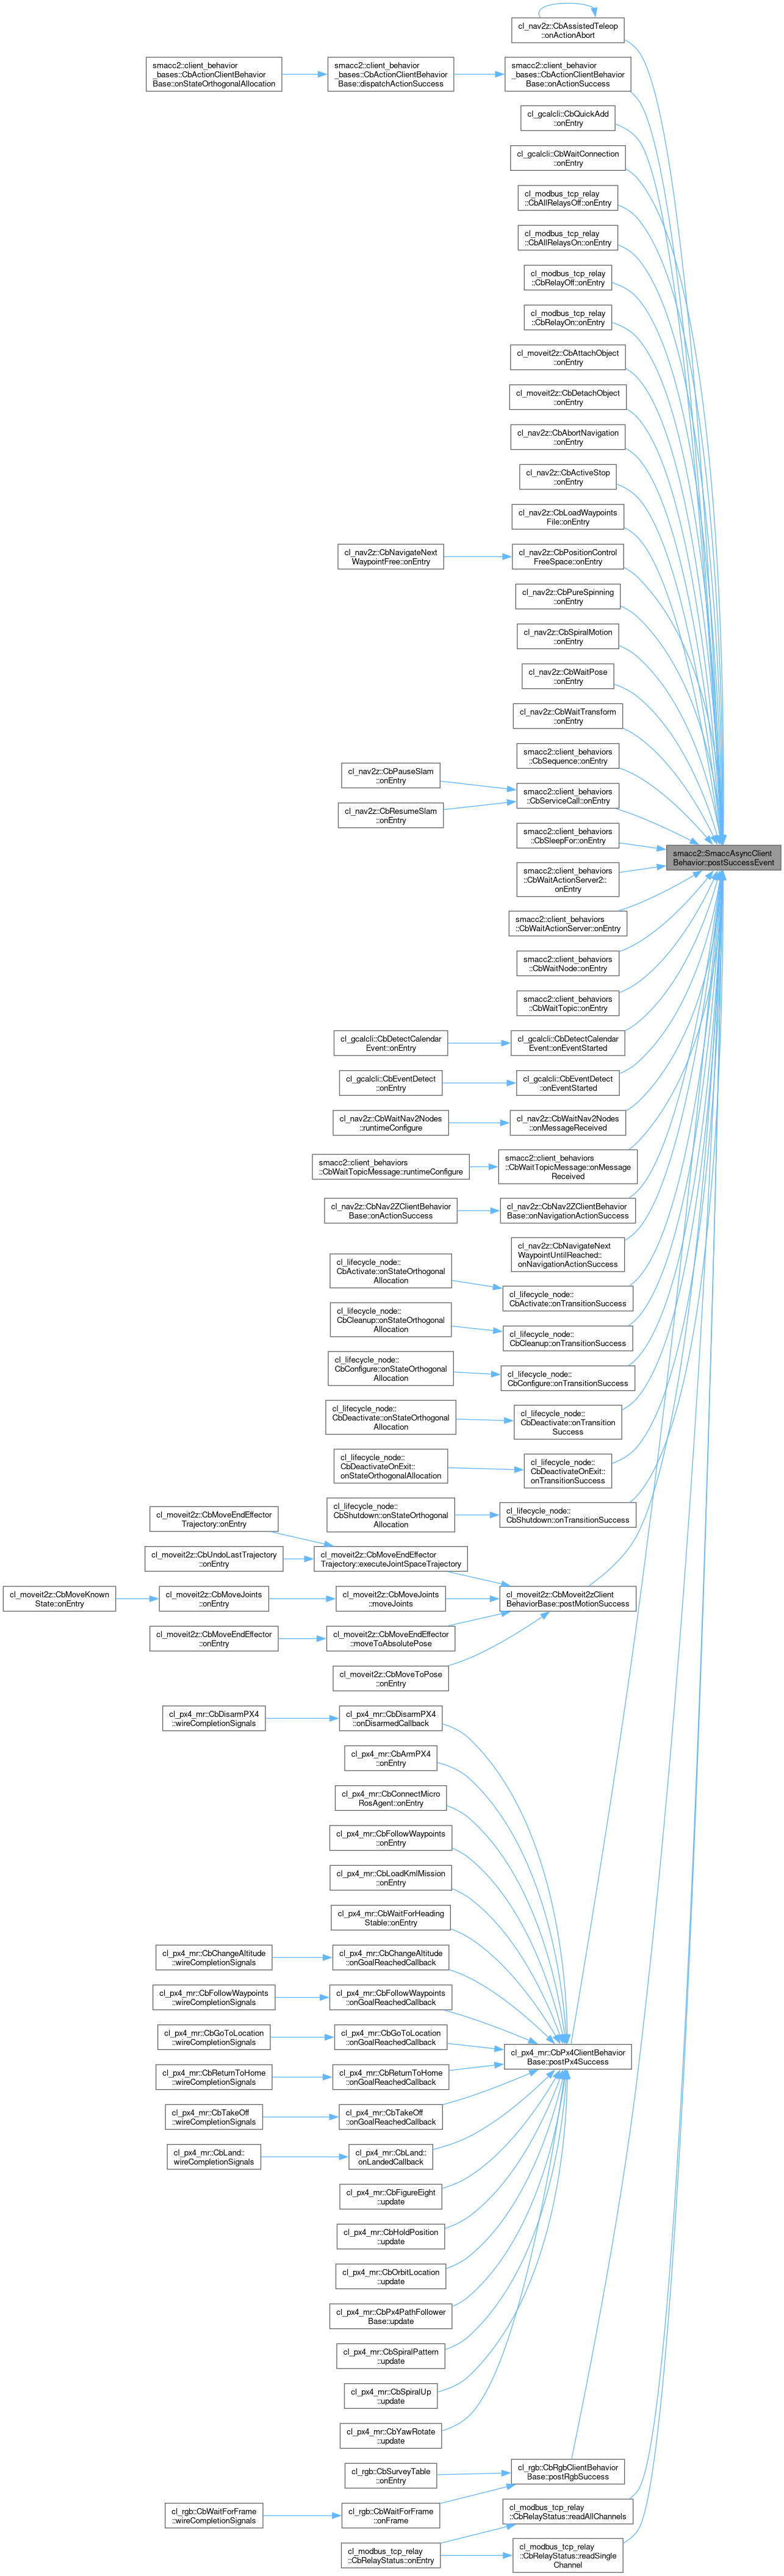 cl_nav2z::CbAssistedTeleop
::onActionAbort
smacc2::client_behavior
_bases::CbActionClientBehavior
Base::onStateOrthogonalAllocation
smacc2::client_behavior
_bases::CbActionClientBehavior
Base::dispatchActionSuccess
smacc2::client_behavior
_bases::CbActionClientBehavior
Base::onActionSuccess
cl_gcalcli::CbQuickAdd
::onEntry
cl_gcalcli::CbWaitConnection
::onEntry
cl_modbus_tcp_relay
::CbAllRelaysOff::onEntry
cl_modbus_tcp_relay
::CbAllRelaysOn::onEntry
cl_modbus_tcp_relay
::CbRelayOff::onEntry
cl_modbus_tcp_relay
::CbRelayOn::onEntry
cl_moveit2z::CbAttachObject
::onEntry
cl_moveit2z::CbDetachObject
::onEntry
cl_nav2z::CbAbortNavigation
::onEntry
cl_nav2z::CbActiveStop
::onEntry
cl_nav2z::CbLoadWaypoints
File::onEntry
cl_nav2z::CbNavigateNext
WaypointFree::onEntry
cl_nav2z::CbPositionControl
FreeSpace::onEntry
cl_nav2z::CbPureSpinning
::onEntry
cl_nav2z::CbSpiralMotion
::onEntry
cl_nav2z::CbWaitPose
::onEntry
cl_nav2z::CbWaitTransform
::onEntry
smacc2::client_behaviors
::CbSequence::onEntry
cl_nav2z::CbPauseSlam
::onEntry
smacc2::client_behaviors
::CbServiceCall::onEntry
cl_nav2z::CbResumeSlam
::onEntry
smacc2::client_behaviors
::CbSleepFor::onEntry
smacc2::SmaccAsyncClient
Behavior::postSuccessEvent
smacc2::client_behaviors
::CbWaitActionServer2::
onEntry
smacc2::client_behaviors
::CbWaitActionServer::onEntry
smacc2::client_behaviors
::CbWaitNode::onEntry
smacc2::client_behaviors
::CbWaitTopic::onEntry
cl_gcalcli::CbDetectCalendar
Event::onEntry
cl_gcalcli::CbDetectCalendar
Event::onEventStarted
cl_gcalcli::CbEventDetect
::onEntry
cl_gcalcli::CbEventDetect
::onEventStarted
cl_nav2z::CbWaitNav2Nodes
::runtimeConfigure
cl_nav2z::CbWaitNav2Nodes
::onMessageReceived
smacc2::client_behaviors
::CbWaitTopicMessage::runtimeConfigure
smacc2::client_behaviors
::CbWaitTopicMessage::onMessage
Received
cl_nav2z::CbNav2ZClientBehavior
Base::onActionSuccess
cl_nav2z::CbNav2ZClientBehavior
Base::onNavigationActionSuccess
cl_nav2z::CbNavigateNext
WaypointUntilReached::
onNavigationActionSuccess
cl_lifecycle_node::
CbActivate::onStateOrthogonal
Allocation
cl_lifecycle_node::
CbActivate::onTransitionSuccess
cl_lifecycle_node::
CbCleanup::onStateOrthogonal
Allocation
cl_lifecycle_node::
CbCleanup::onTransitionSuccess
cl_lifecycle_node::
CbConfigure::onStateOrthogonal
Allocation
cl_lifecycle_node::
CbConfigure::onTransitionSuccess
cl_lifecycle_node::
CbDeactivate::onStateOrthogonal
Allocation
cl_lifecycle_node::
CbDeactivate::onTransition
Success
cl_lifecycle_node::
CbDeactivateOnExit::
onStateOrthogonalAllocation
cl_lifecycle_node::
CbDeactivateOnExit::
onTransitionSuccess
cl_lifecycle_node::
CbShutdown::onStateOrthogonal
Allocation
cl_lifecycle_node::
CbShutdown::onTransitionSuccess
cl_moveit2z::CbMoveEndEffector
Trajectory::onEntry
cl_moveit2z::CbUndoLastTrajectory
::onEntry
cl_moveit2z::CbMoveEndEffector
Trajectory::executeJointSpaceTrajectory
cl_moveit2z::CbMoveKnown
State::onEntry
cl_moveit2z::CbMoveJoints
::onEntry
cl_moveit2z::CbMoveJoints
::moveJoints
cl_moveit2z::CbMoveit2zClient
BehaviorBase::postMotionSuccess
cl_moveit2z::CbMoveEndEffector
::onEntry
cl_moveit2z::CbMoveEndEffector
::moveToAbsolutePose
cl_moveit2z::CbMoveToPose
::onEntry
cl_px4_mr::CbDisarmPX4
::wireCompletionSignals
cl_px4_mr::CbDisarmPX4
::onDisarmedCallback
cl_px4_mr::CbArmPX4
::onEntry
cl_px4_mr::CbConnectMicro
RosAgent::onEntry
cl_px4_mr::CbFollowWaypoints
::onEntry
cl_px4_mr::CbLoadKmlMission
::onEntry
cl_px4_mr::CbWaitForHeading
Stable::onEntry
cl_px4_mr::CbChangeAltitude
::wireCompletionSignals
cl_px4_mr::CbChangeAltitude
::onGoalReachedCallback
cl_px4_mr::CbFollowWaypoints
::wireCompletionSignals
cl_px4_mr::CbFollowWaypoints
::onGoalReachedCallback
cl_px4_mr::CbGoToLocation
::wireCompletionSignals
cl_px4_mr::CbGoToLocation
::onGoalReachedCallback
cl_px4_mr::CbPx4ClientBehavior
Base::postPx4Success
cl_px4_mr::CbReturnToHome
::wireCompletionSignals
cl_px4_mr::CbReturnToHome
::onGoalReachedCallback
cl_px4_mr::CbTakeOff
::wireCompletionSignals
cl_px4_mr::CbTakeOff
::onGoalReachedCallback
cl_px4_mr::CbLand::
wireCompletionSignals
cl_px4_mr::CbLand::
onLandedCallback
cl_px4_mr::CbFigureEight
::update
cl_px4_mr::CbHoldPosition
::update
cl_px4_mr::CbOrbitLocation
::update
cl_px4_mr::CbPx4PathFollower
Base::update
cl_px4_mr::CbSpiralPattern
::update
cl_px4_mr::CbSpiralUp
::update
cl_px4_mr::CbYawRotate
::update
cl_rgb::CbSurveyTable
::onEntry
cl_rgb::CbRgbClientBehavior
Base::postRgbSuccess
cl_rgb::CbWaitForFrame
::wireCompletionSignals
cl_rgb::CbWaitForFrame
::onFrame
cl_modbus_tcp_relay
::CbRelayStatus::readAllChannels
cl_modbus_tcp_relay
::CbRelayStatus::onEntry
cl_modbus_tcp_relay
::CbRelayStatus::readSingle
Channel